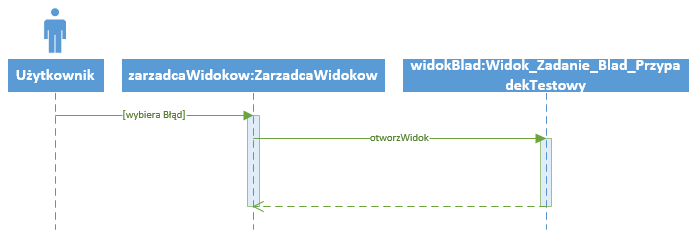 Użytkownik
zarzadcaWidokow:ZarzadcaWidokow
widokBlad:Widok_Zadanie_Blad_Przypa
dekTestowy
[wybiera Błąd]
otworzWidok